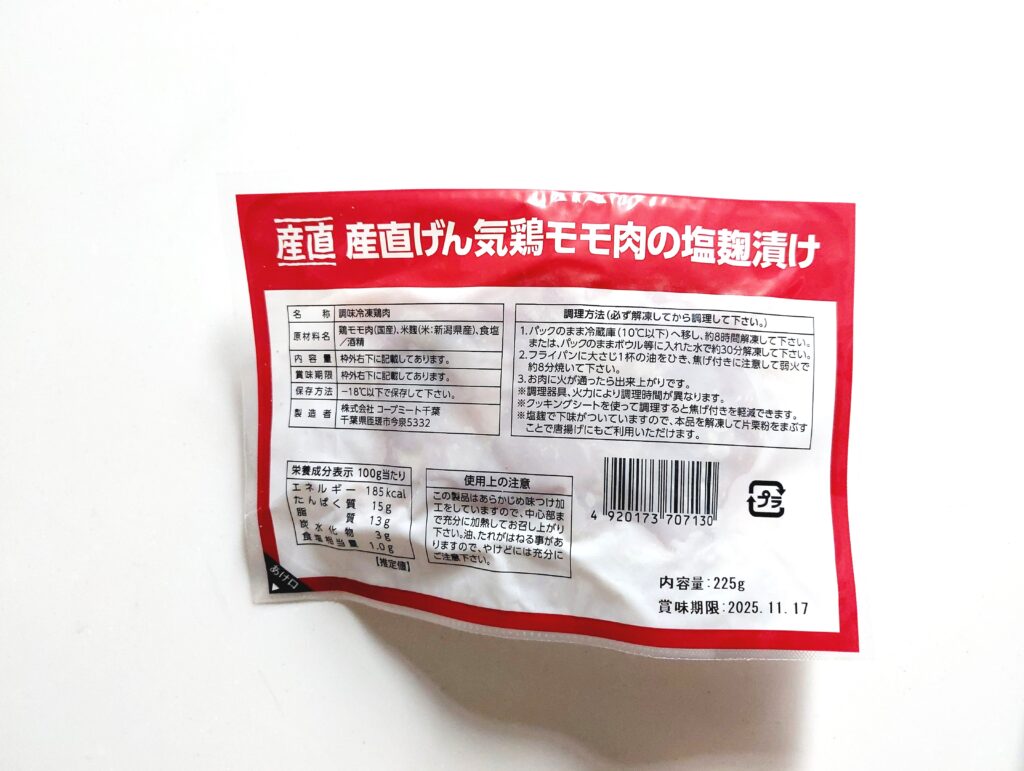 産直 産直げん気鶏モモ肉の塩麹漬け
名称 調味冷凍鶏肉
原材料名 鶏モモ肉(国産)、米麹(米:新潟県産)、食塩
/酒精
内容量 枠外右下に記載してあります。
賞味期限 枠外右下に記載してあります。
保存方法 -18℃以下で保存して下さい。
製造者 株式会社 コープミート千葉
千葉県匝瑳市今泉5332
調理方法(必ず解凍してから調理して下さい。)
1.パックのまま冷蔵庫(10℃以下)へ移し、約8時間解凍して下さい。
または、パックのままボウル等に入れた水で約30分解凍して下さい。
2.フライパンに大さじ1杯の油をひき、焦げ付きに注意して弱火で
約8分焼いて下さい。
3.お肉に火が通ったら出来上がりです。
※調理器具、火力により調理時間が異なります。
※クッキングシートを使って調理すると焦げ付きを軽減できます。
※塩麹で下味がついていますので、本品を解凍して片栗粉をまぶす
ことで唐揚げにもご利用いただけます。
栄養成分表示 100g当たり
エネルギー 185kcal
たんぱく質 15g
脂質 13g
炭水化物 3g
食塩相当量 1.0g
【推定値】
使用上の注意
この製品はあらかじめ味つけ加
工をしていますので、中心部ま
で充分に加熱してお召し上がり
下さい。油、たれがはねる事があ
りますので、やけどには充分に
ご注意下さい。
4 920173 707130
プラ
あけ口
内容量:225g
賞味期限:2025.11.17